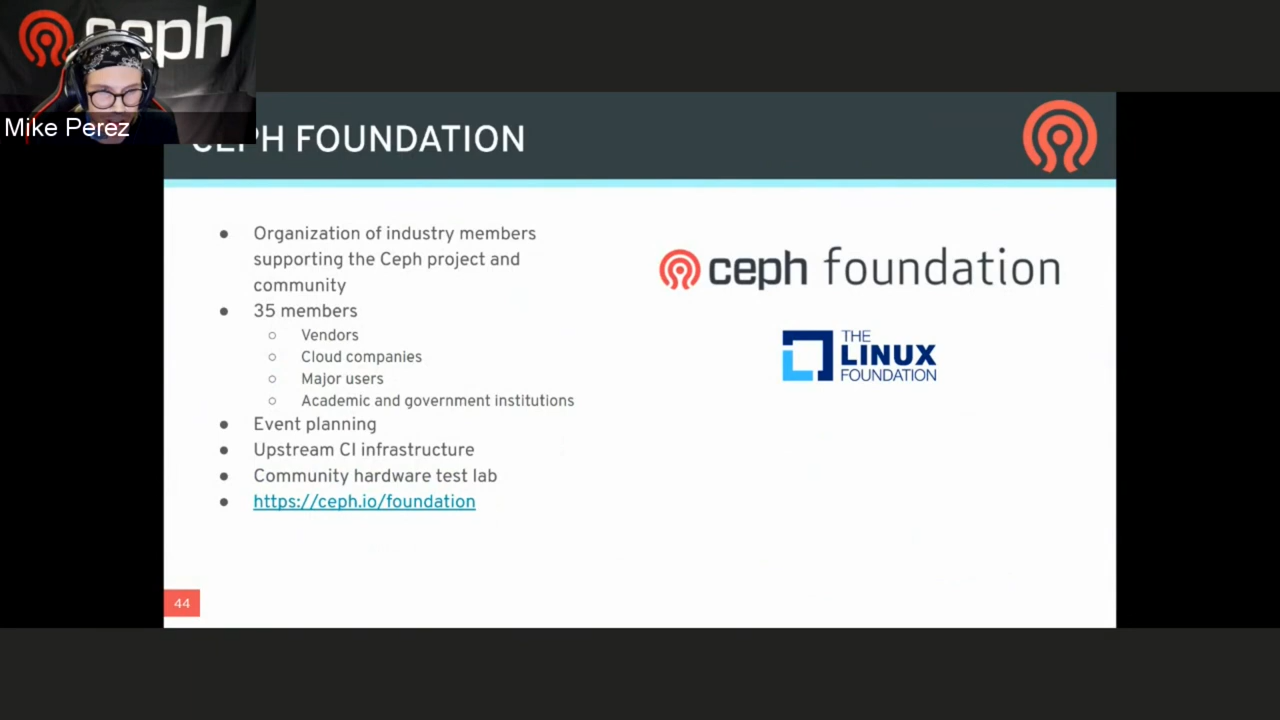 ceph
Mike Perez
CEPH FOUNDATION
Organization of industry members
supporting the Ceph project and
community
35 members
Vendors
Cloud companies
Major users
Academic and government institutions
Event planning
Upstream CI infrastructure
Community hardware test lab
https://ceph.io/foundation
ceph foundation
THE
LINUX
FOUNDATION
44